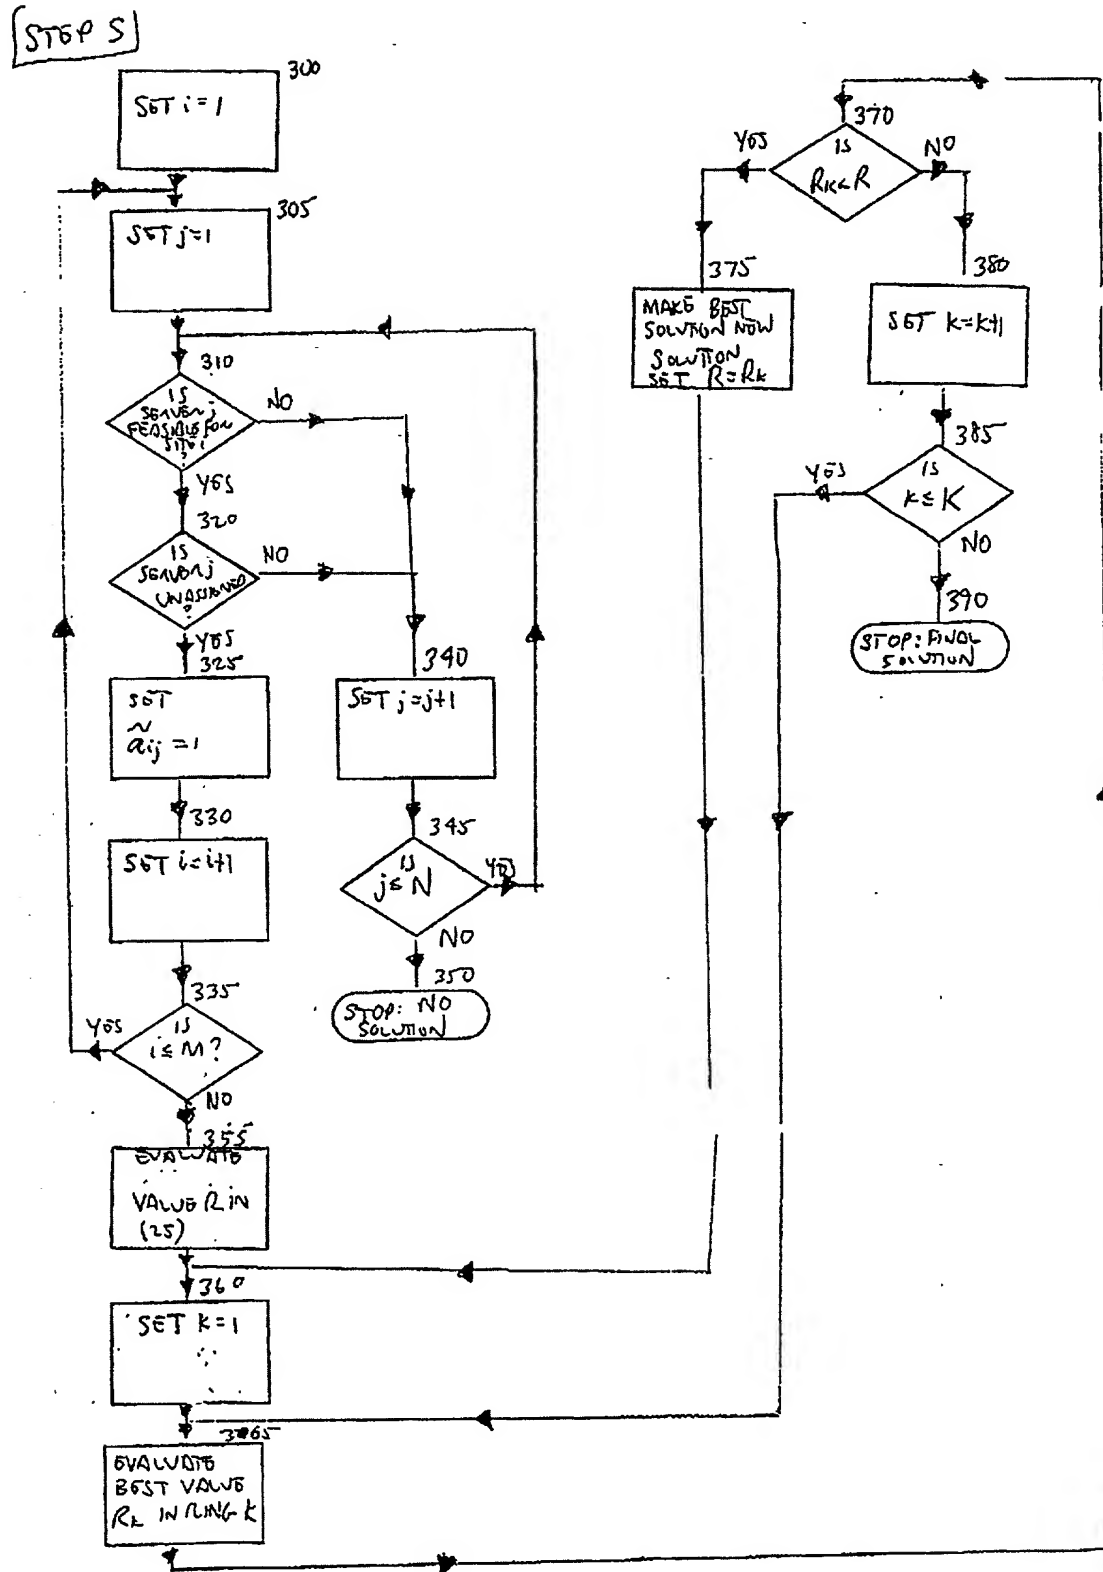 STEP 5
300
SET i = 1
305
SET j=1
310
IS
SERVER j
FEASIBLE FOR
SITE i
?
NO
YES
320
IS
SERVER j
UNASSIGNED
?
NO
YES
325
SET
ãij = 1
330
SET i=i+1
335
IS
i ≤ M?
YES
NO
340
SET j=j+1
345
IS
j ≤ N
YES
NO
350
STOP: NO
SOLUTION
355
EVALUATE
VALUE R IN
(25)
360
SET K = 1
365
EVALUATE
BEST VALUE
Rk IN RING K
370
IS
RK < R
YES
NO
375
MAKE BEST
SOLUTION NOW
SOLUTION
SET R = RK
380
SET K=K+1
385
IS
k ≤ K
YES
NO
390
STOP: FINAL
SOLUTION